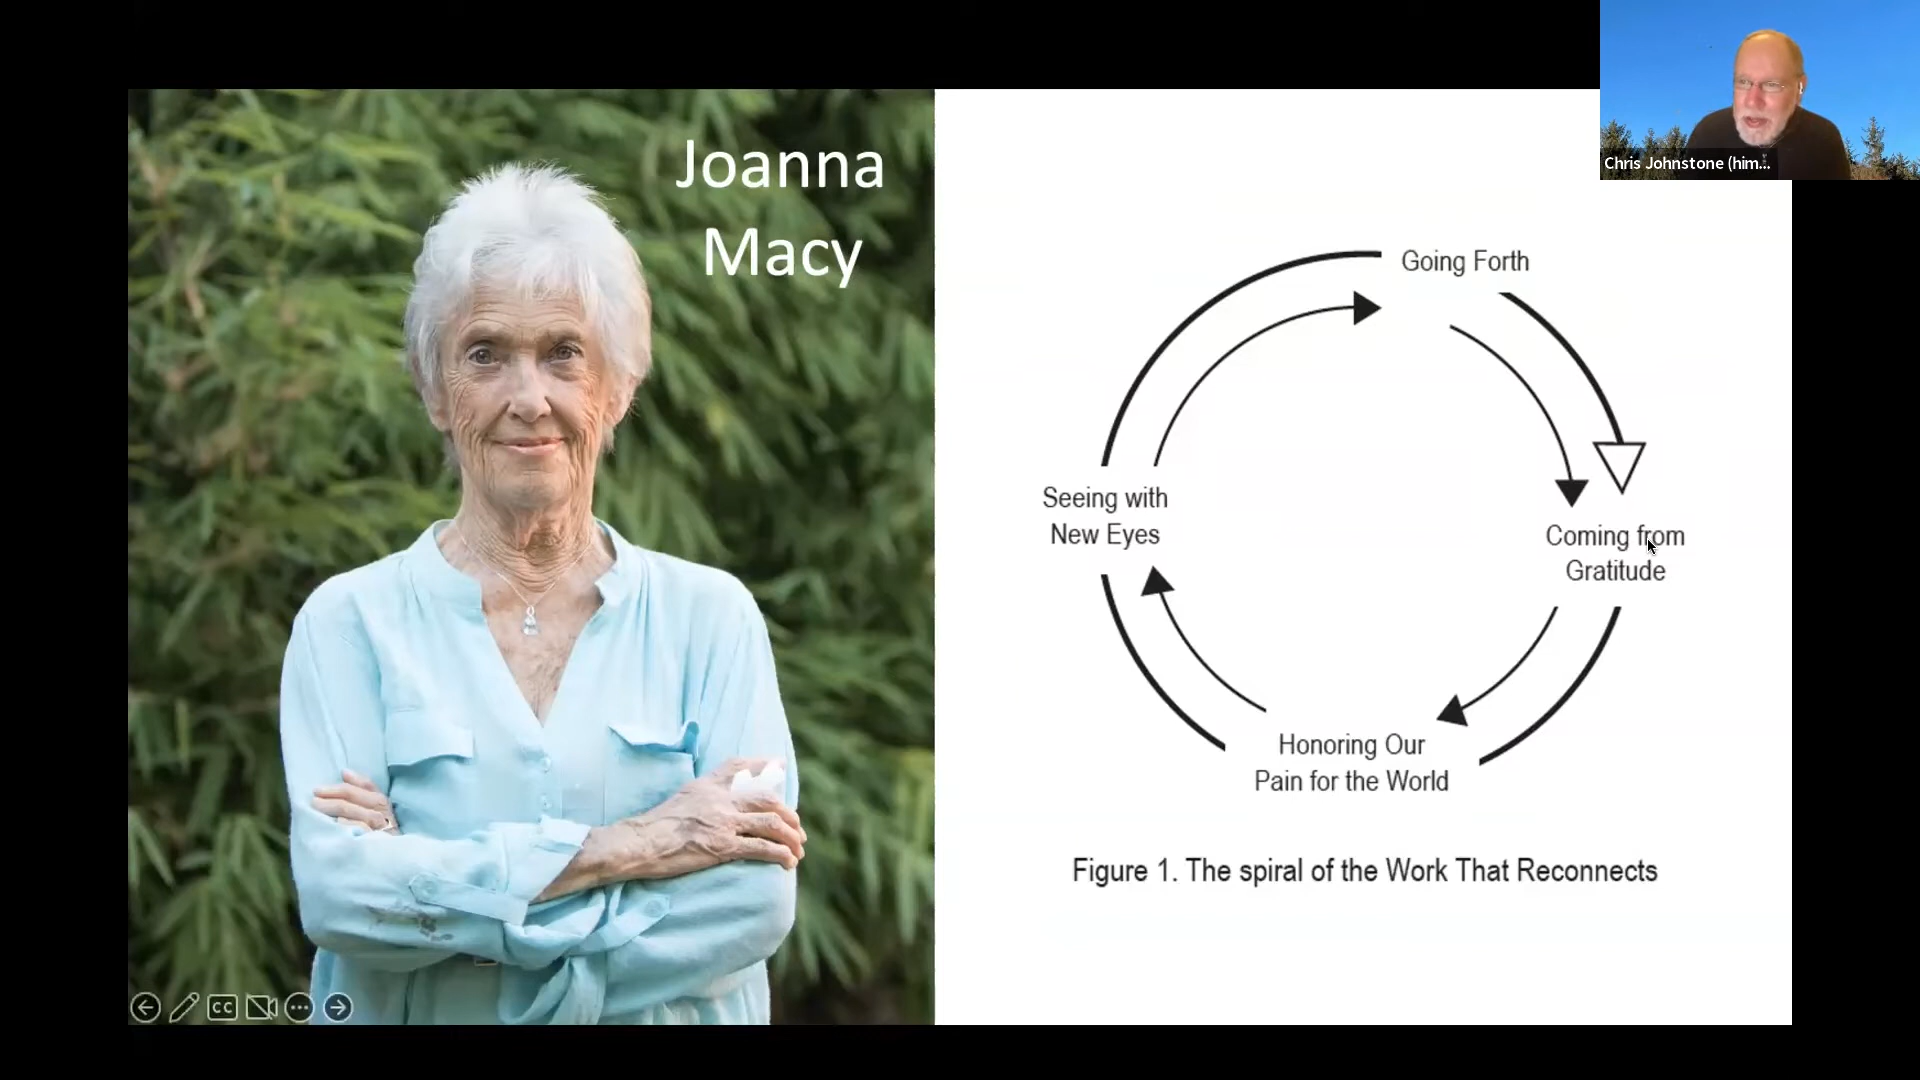 Joanna
Macy
Chris Johnstone (him...
Going Forth
Seeing with
New Eyes
Coming from
Gratitude
Honoring Our
Pain for the World
Figure 1. The spiral of the Work That Reconnects
CC